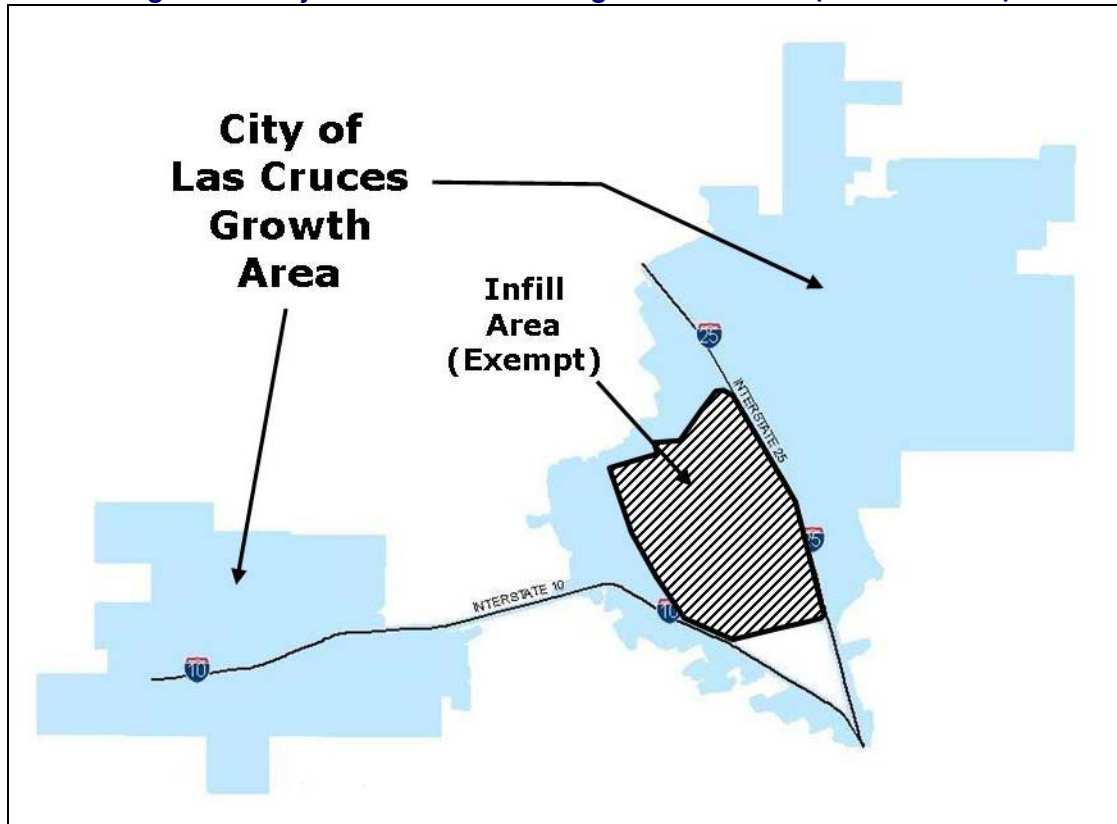 City of
Las Cruces
Growth
Area
Infill
Area
(Exempt)
25
INTERSTATE 25
25
INTERSTATE 10
10
10